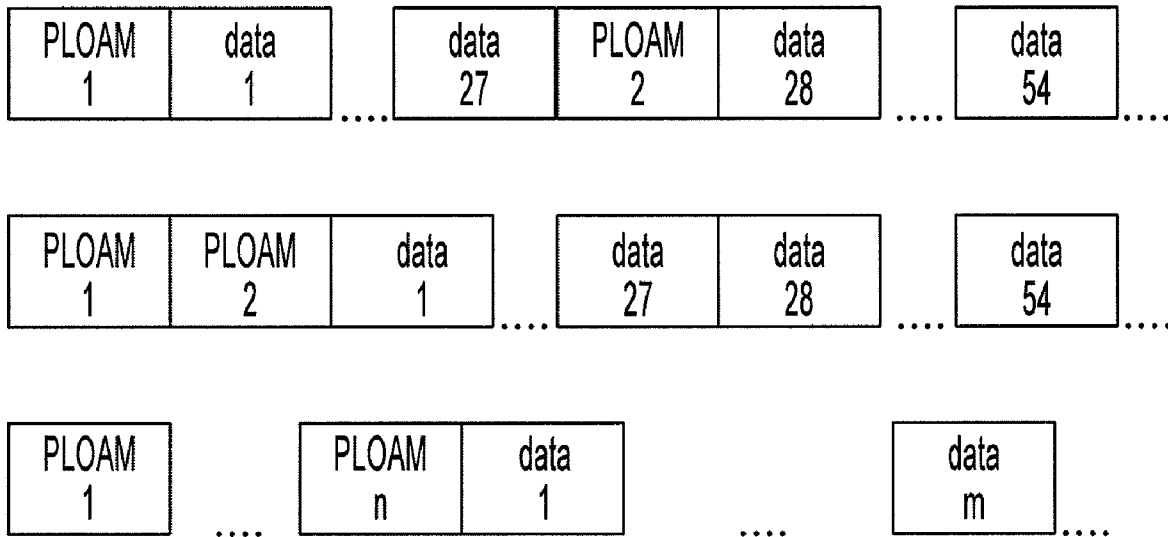 PLOAM data data PLOAM data data
1 1 .... 27 2 28 .... 54 ....
PLOAM PLOAM data data data data
1 2 1 .... 27 28 .... 54 ....
PLOAM PLOAM data data
1 .... n 1 .... m ....